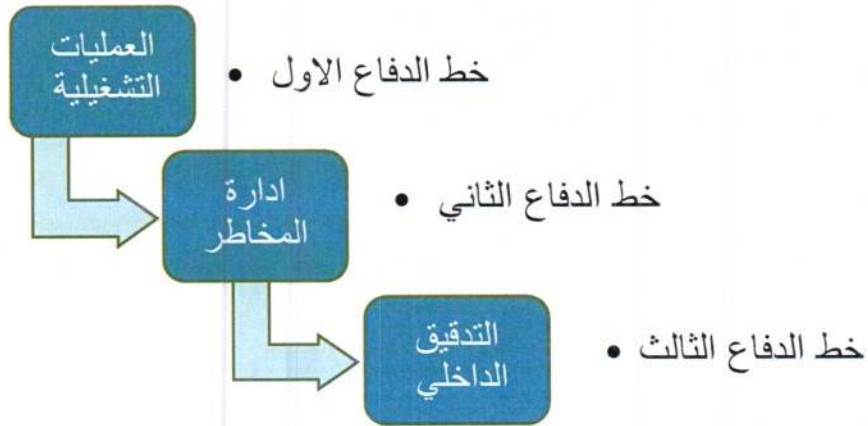 العمليات
التشغيلية
• خط الدفاع الاول
ادارة
المخاطر
• خط الدفاع الثاني
التدقيق
الداخلي
• خط الدفاع الثالث